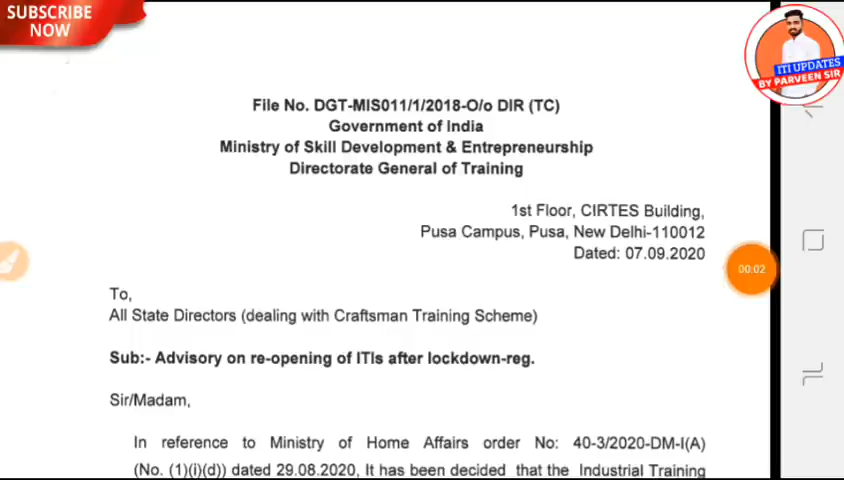 SUBSCRIBE
NOW
ITI UPDATES
BY PARVEEN SIR
File No. DGT-MIS011/1/2018-O/o DIR (TC)
Government of India
Ministry of Skill Development & Entrepreneurship
Directorate General of Training
1st Floor, CIRTES Building,
Pusa Campus, Pusa, New Delhi-110012
Dated: 07.09.2020
00:02
To,
All State Directors (dealing with Craftsman Training Scheme)
Sub:- Advisory on re-opening of ITIs after lockdown-reg.
Sir/Madam,
In reference to Ministry of Home Affairs order No: 40-3/2020-DM-I(A)
(No. (1)(i)(d)) dated 29.08.2020, It has been decided that the Industrial Training